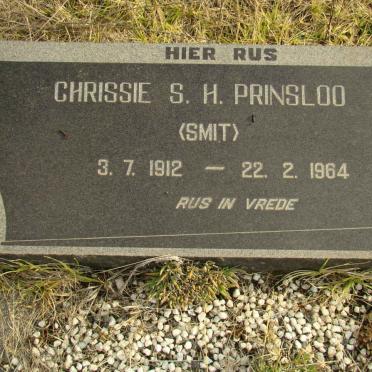 HIER RUS
CHRISSIE S. H. PRINSLOO
(SMIT)
3. 7. 1912 — 22. 2. 1964
RUS IN VREDE